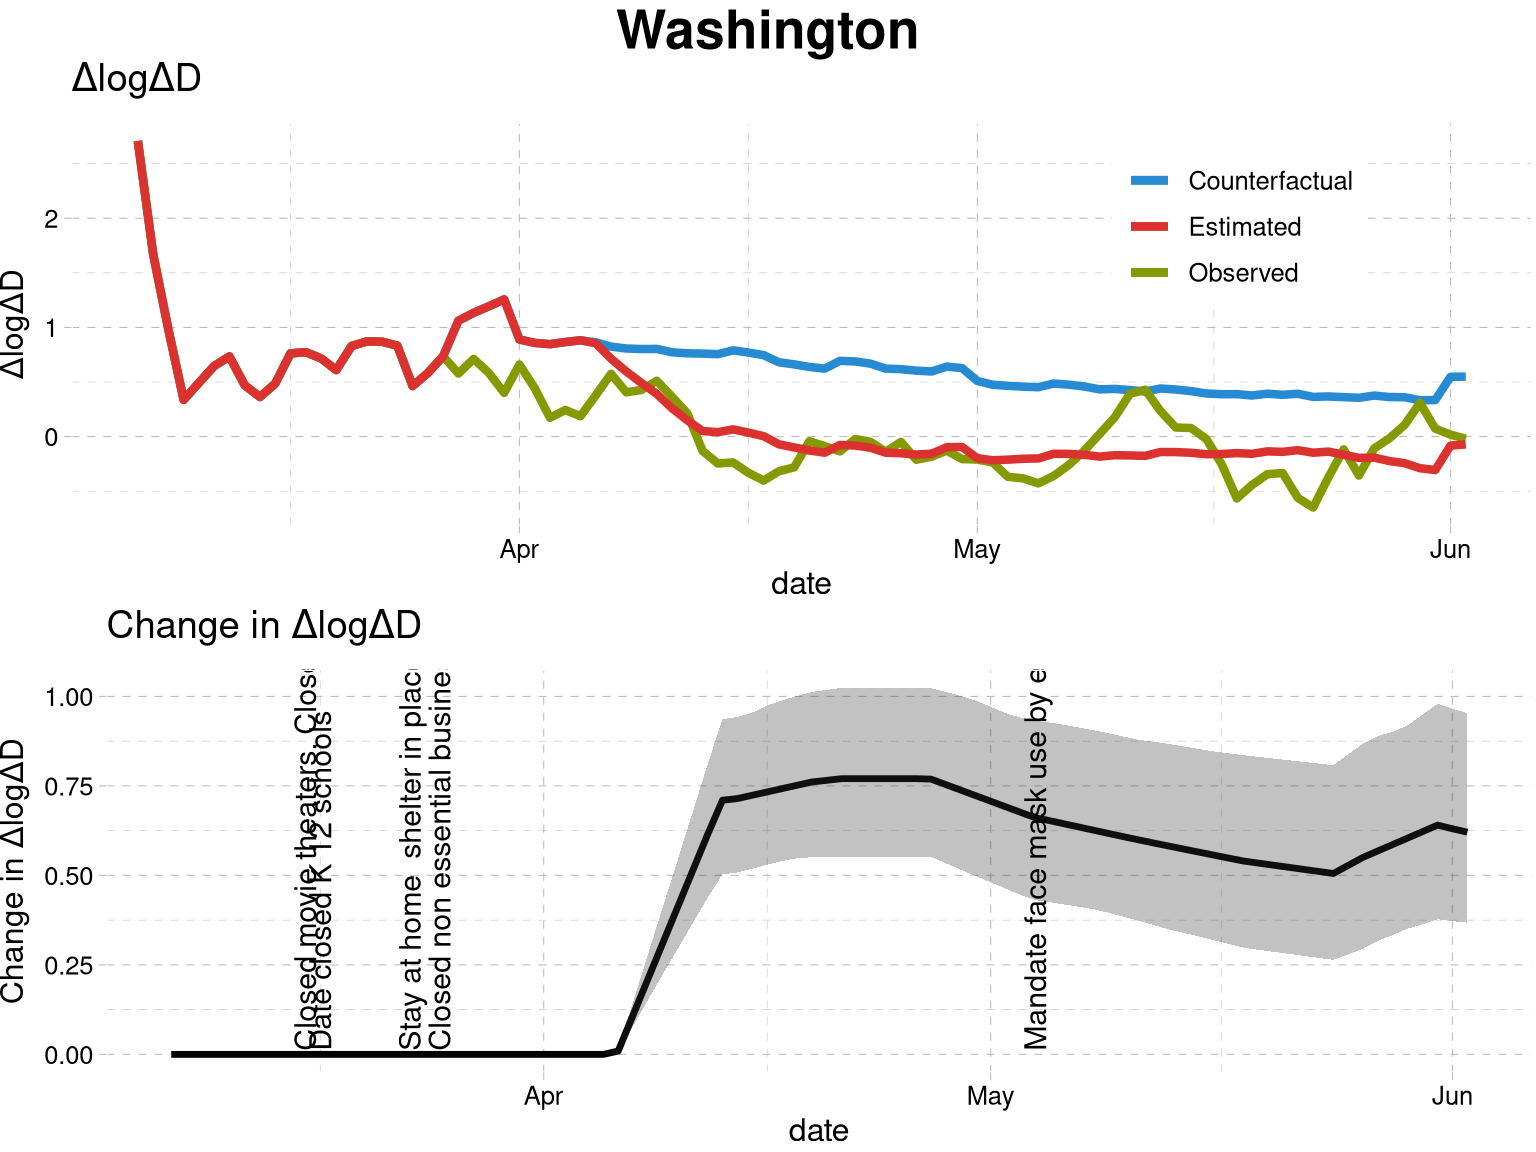 Washington
ΔlogΔD
ΔlogΔD
2
1
0
Counterfactual
Estimated
Observed
Apr
May
Jun
date
Change in ΔlogΔD
Change in ΔlogΔD
1.00
0.75
0.50
0.25
0.00
Closed movie theaters, Close
Date closed K 12 schools
Stay at home  shelter in plac
Closed non essential busine
Mandate face mask use by e
Apr
May
Jun
date